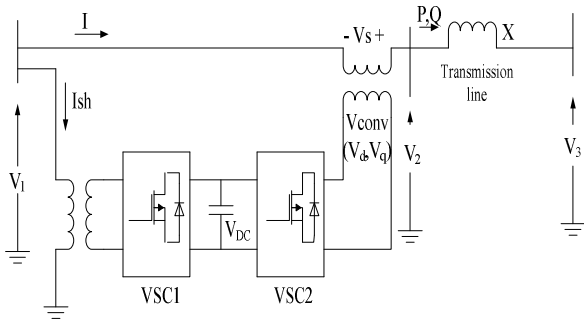 I
- Vs +
P,Q
X
Transmission
line
Ish
Vconv
(Vd,Vq)
V1
V2
V3
VDC
VSC1
VSC2